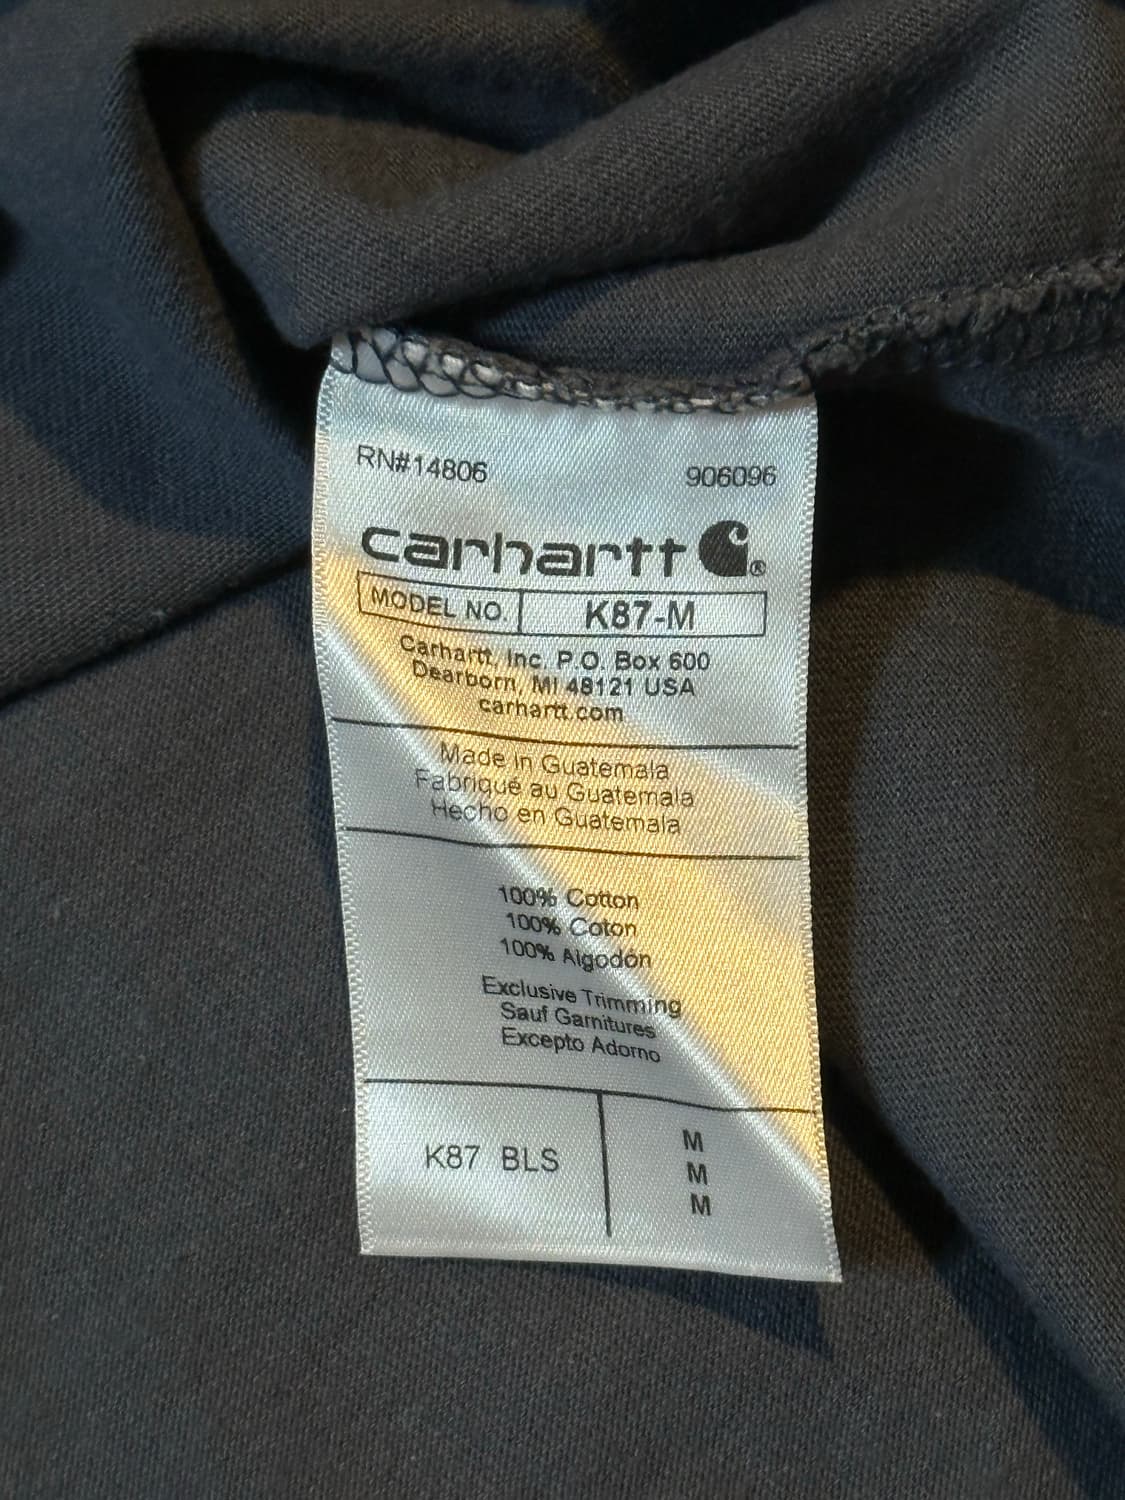 RN#14806 906096
carhartt ®
MODEL NO. K87-M
Carhartt, Inc. P.O. Box 600
Dearborn, MI 48121 USA
carhartt.com
Made in Guatemala
Fabriqué au Guatemala
Hecho en Guatemala
100% Cotton
100% Coton
100% Algodón
Exclusive Trimming
Sauf Garnitures
Excepto Adorno
K87 BLS
M
M
M